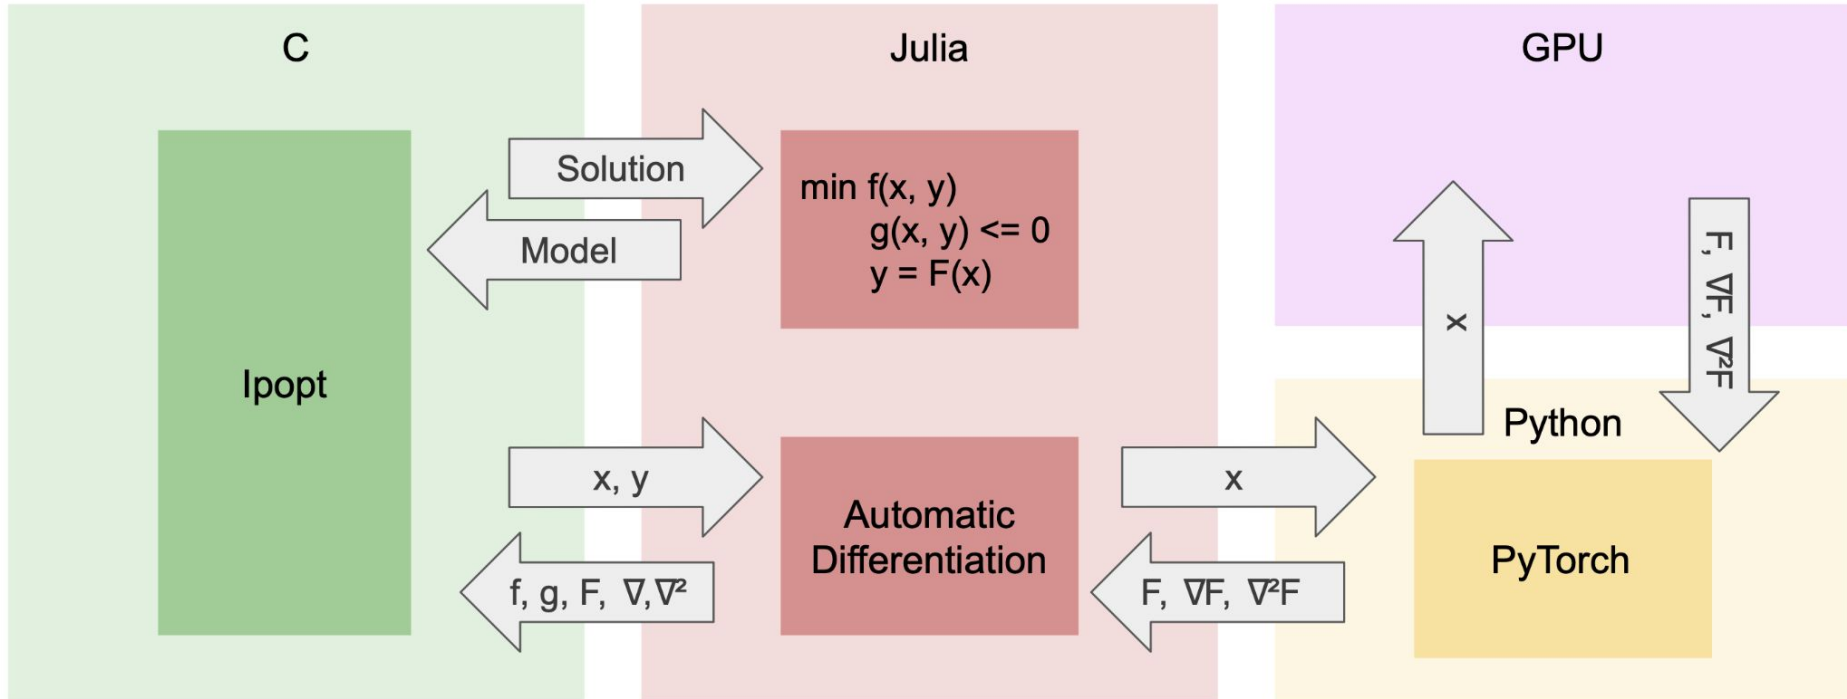 C
Julia
GPU
Solution
Model
min f(x, y)
g(x, y) <= 0
y = F(x)
x
F, ∇F, ∇²F
Ipopt
Python
x, y
x
Automatic
Differentiation
PyTorch
f, g, F, ∇,∇²
F, ∇F, ∇²F